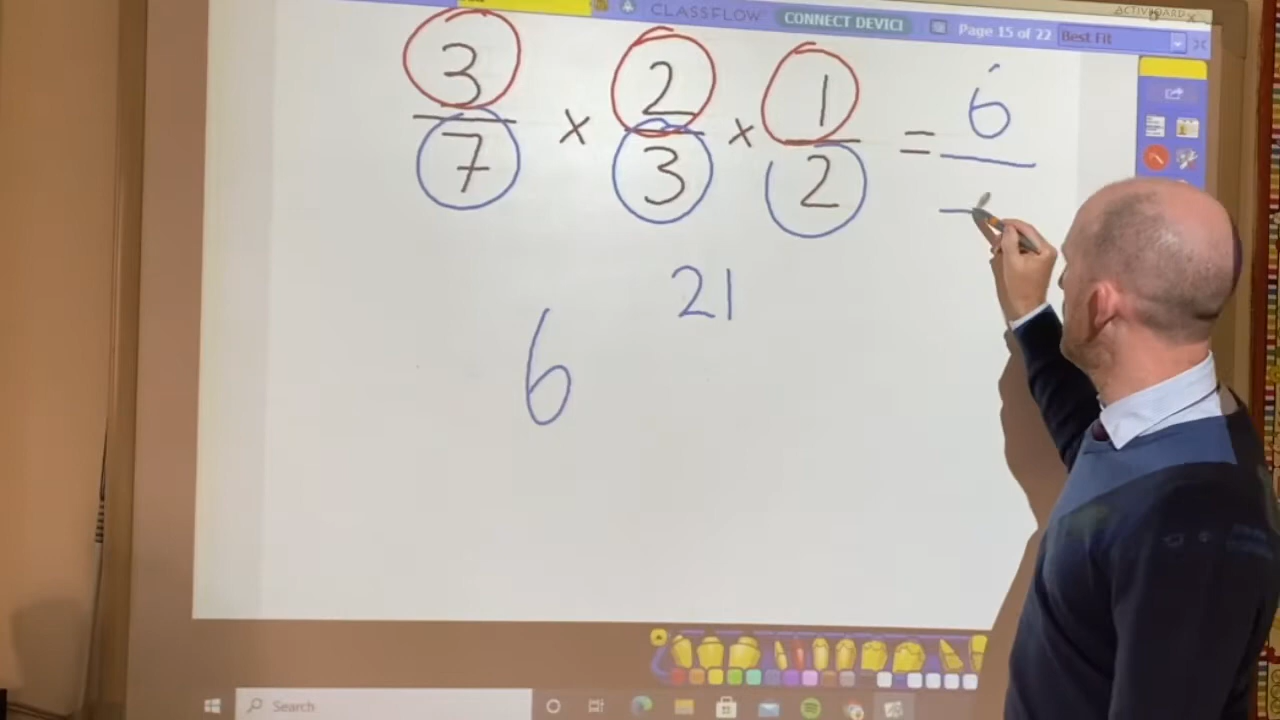 CLASSFLOW CONNECT DEVICE Page 15 of 22 Best Fit
ACTIVBOARD
3/7 × 2/3 × 1/2 = 6/
21
6
Search